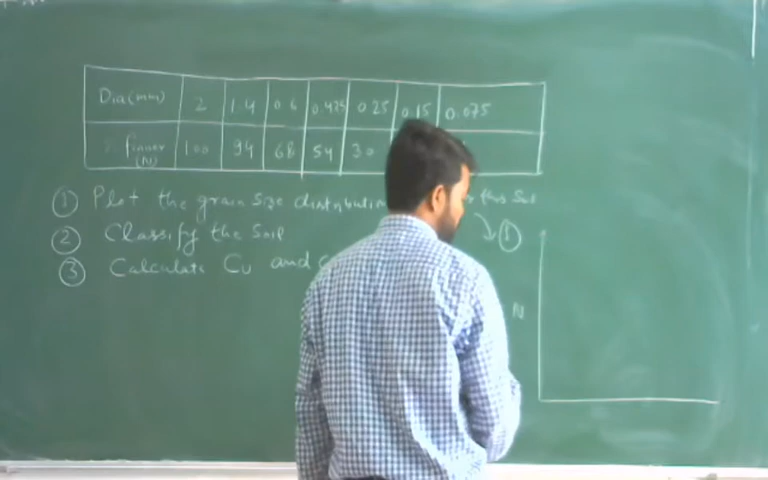 Dia(mm) 2 1.4 0.6 0.425 0.25 0.15 0.075
% finner (N) 100 94 68 54 30
① Plot the grain size distribution this Soil
② Classify the Soil
③ Calculate Cu and
①
N